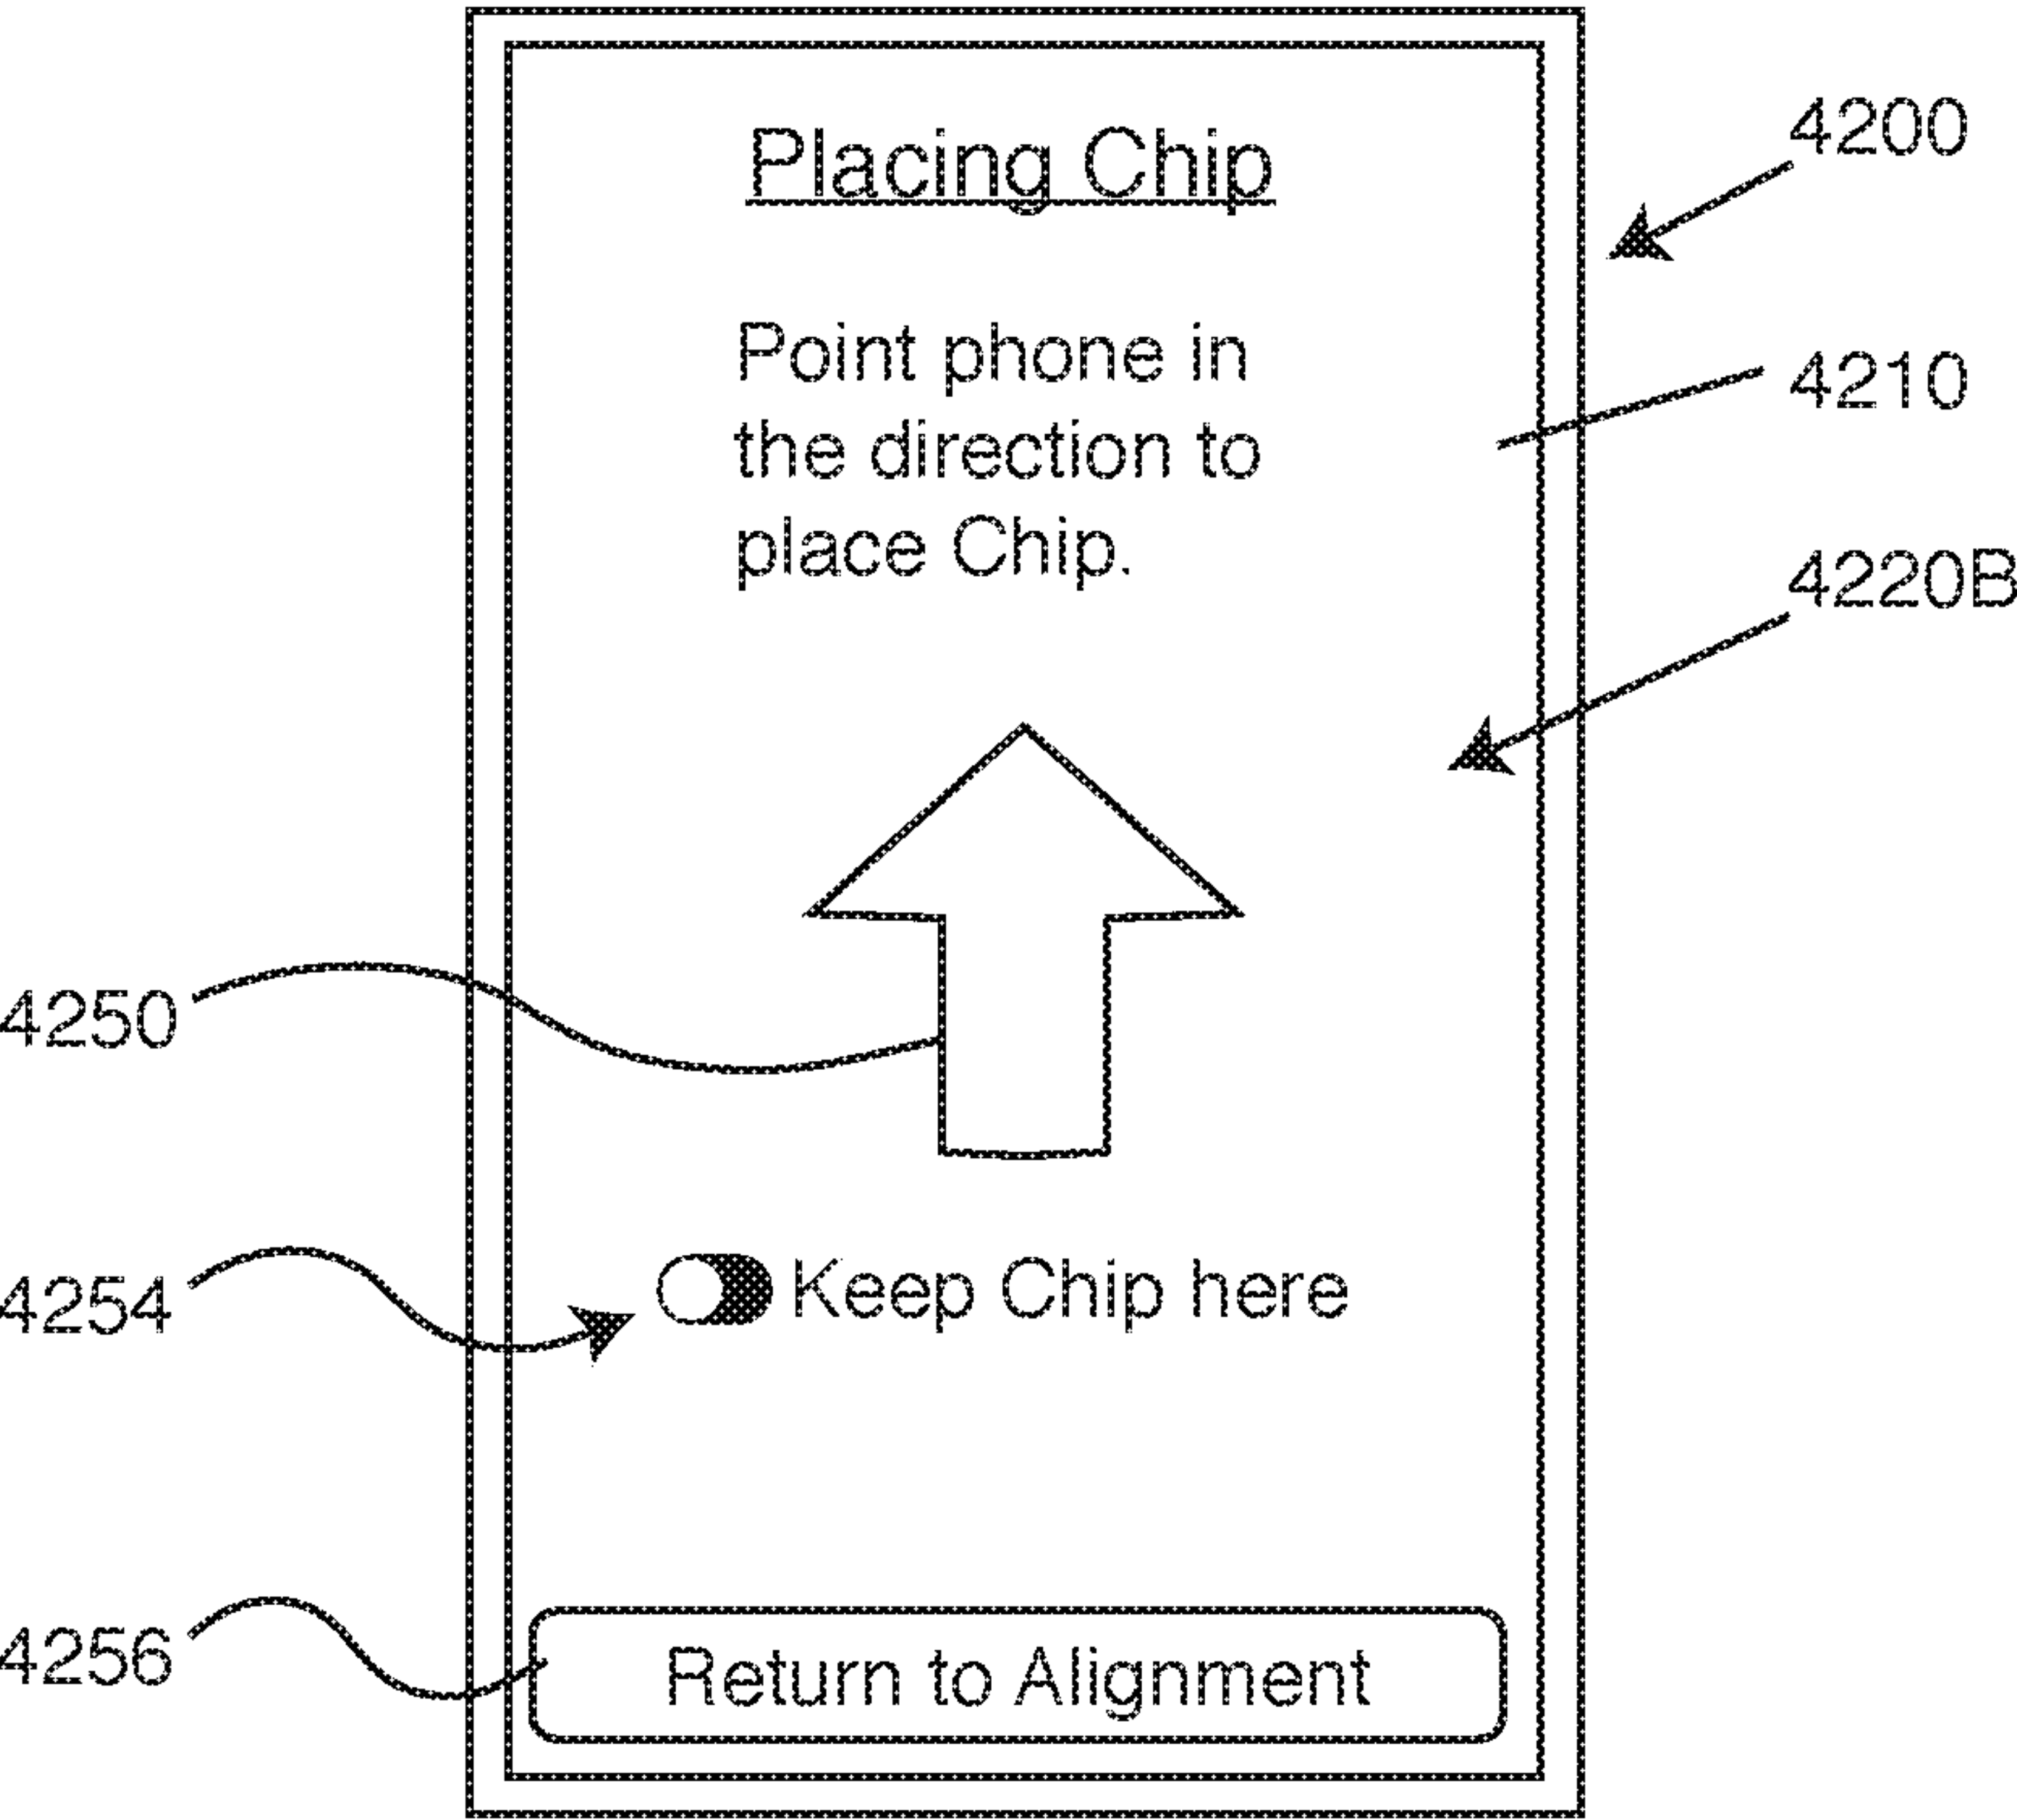 Placing Chip
4200
Point phone in
the direction to
place Chip.
4210
4220B
4250
4254
Keep Chip here
4256
Return to Alignment